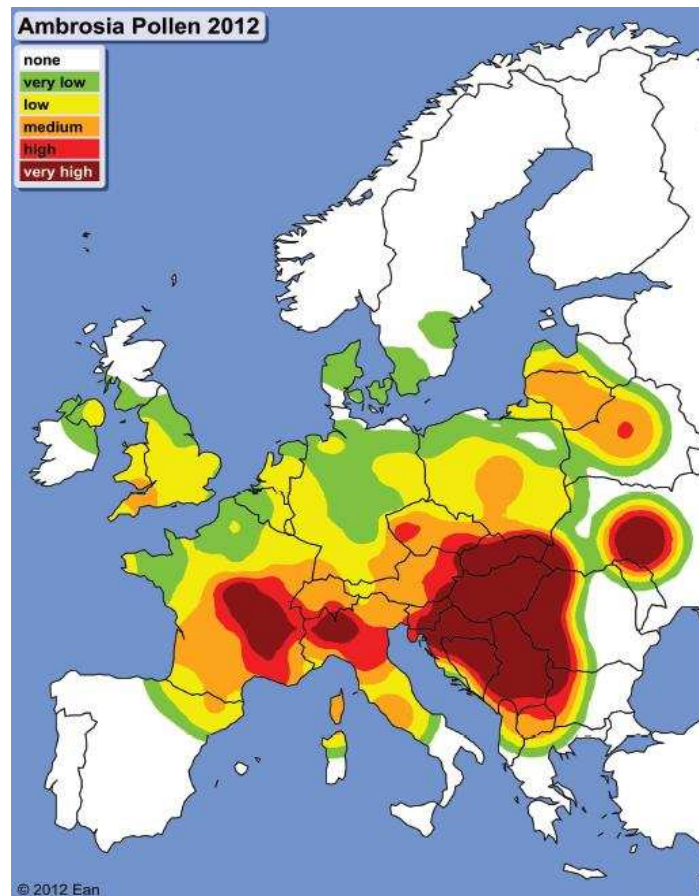 Ambrosia Pollen 2012
none
very low
low
medium
high
very high
© 2012 Ean